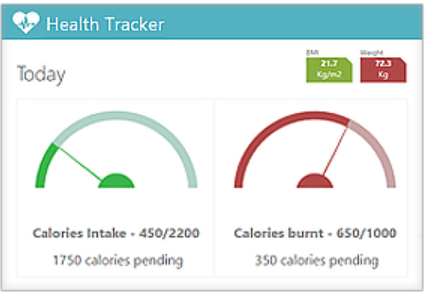 Health Tracker
Today
BMI
21.7
Kg/m2
Weight
72.3
Kg
Calories Intake - 450/2200
1750 calories pending
Calories burnt - 650/1000
350 calories pending